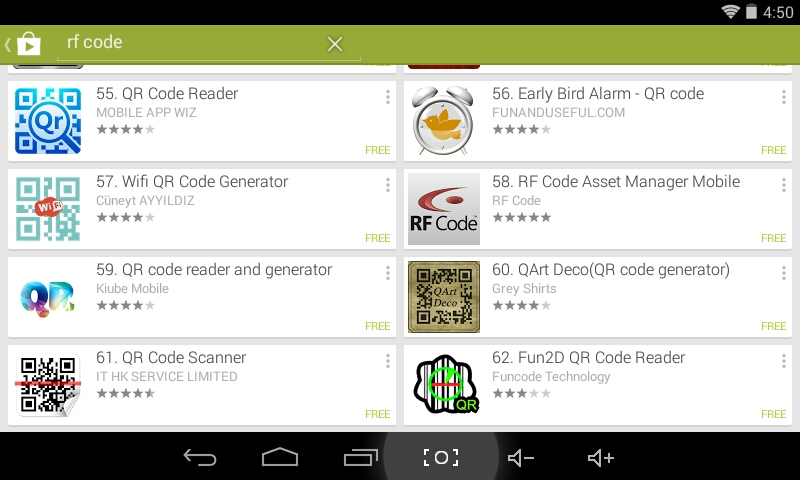 4:50
rf code
FREE
FREE
55. QR Code Reader
MOBILE APP WIZ
FREE
Qr
56. Early Bird Alarm - QR code
FUNANDUSEFUL.COM
FREE
57. Wifi QR Code Generator
Cüneyt AYYILDIZ
FREE
WiFi
58. RF Code Asset Manager Mobile
RF Code
FREE
RF Code
59. QR code reader and generator
Kiube Mobile
FREE
QR
60. QArt Deco(QR code generator)
Grey Shirts
FREE
QArt
Deco
61. QR Code Scanner
IT HK SERVICE LIMITED
FREE
62. Fun2D QR Code Reader
Funcode Technology
FREE
QR